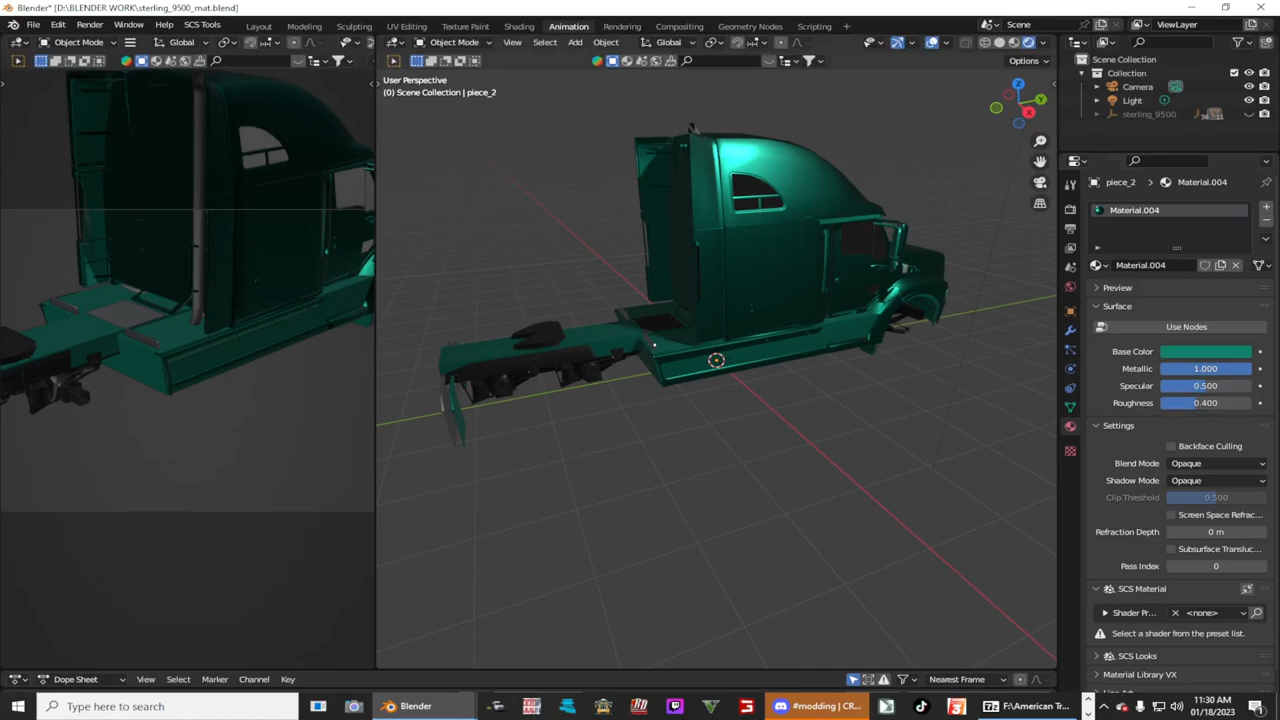 Blender* [D:\BLENDER WORK\sterling_9500_mat.blend]
File Edit Render Window Help SCS Tools
Layout Modeling Sculpting UV Editing Texture Paint Shading Animation Rendering Compositing Geometry Nodes Scripting +
Scene ViewLayer
Object Mode Global
Object Mode View Select Add Object Global
Options
User Perspective
(0) Scene Collection | piece_2
Z
Y
X
Scene Collection
Collection
Camera
Light
sterling_9500
piece_2 > Material.004
Material.004
Material.004
Preview
Surface
Use Nodes
Base Color
Metallic 1.000
Specular 0.500
Roughness 0.400
Settings
Backface Culling
Blend Mode Opaque
Shadow Mode Opaque
Clip Threshold 0.500
Screen Space Refrac...
Refraction Depth 0 m
Subsurface Transluc...
Pass Index 0
SCS Material
Shader Pr... <none>
Select a shader from the preset list.
SCS Looks
Material Library VX
Dope Sheet View Select Channel Marker Key Nearest Frame
Type here to search
Blender
#modding | CR...
F:\American Tr...
11:30 AM
01/18/2023